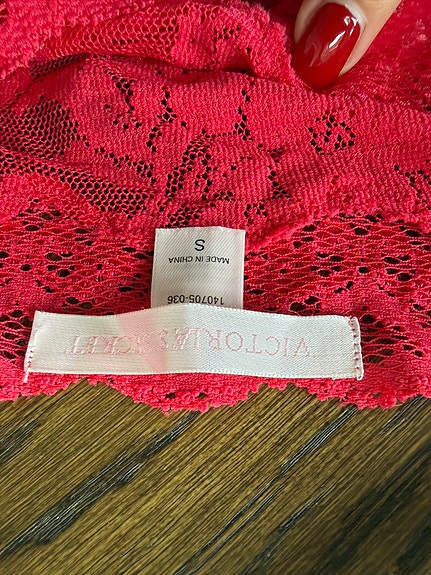 VICTORIA'S SECRET
140705-036
MADE IN CHINA
S